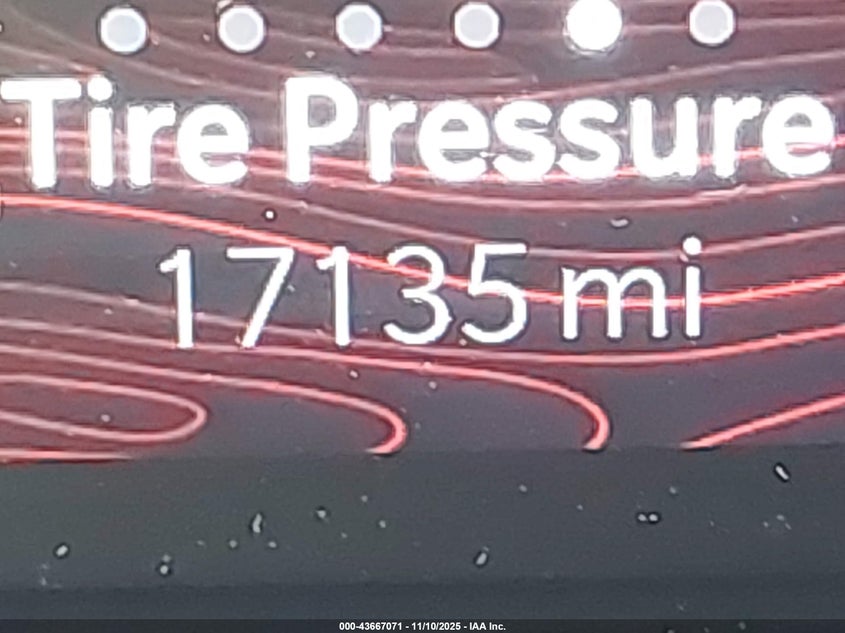 Tire Pressure
17135 mi
000-43667071 - 11/10/2025 - IAA Inc.